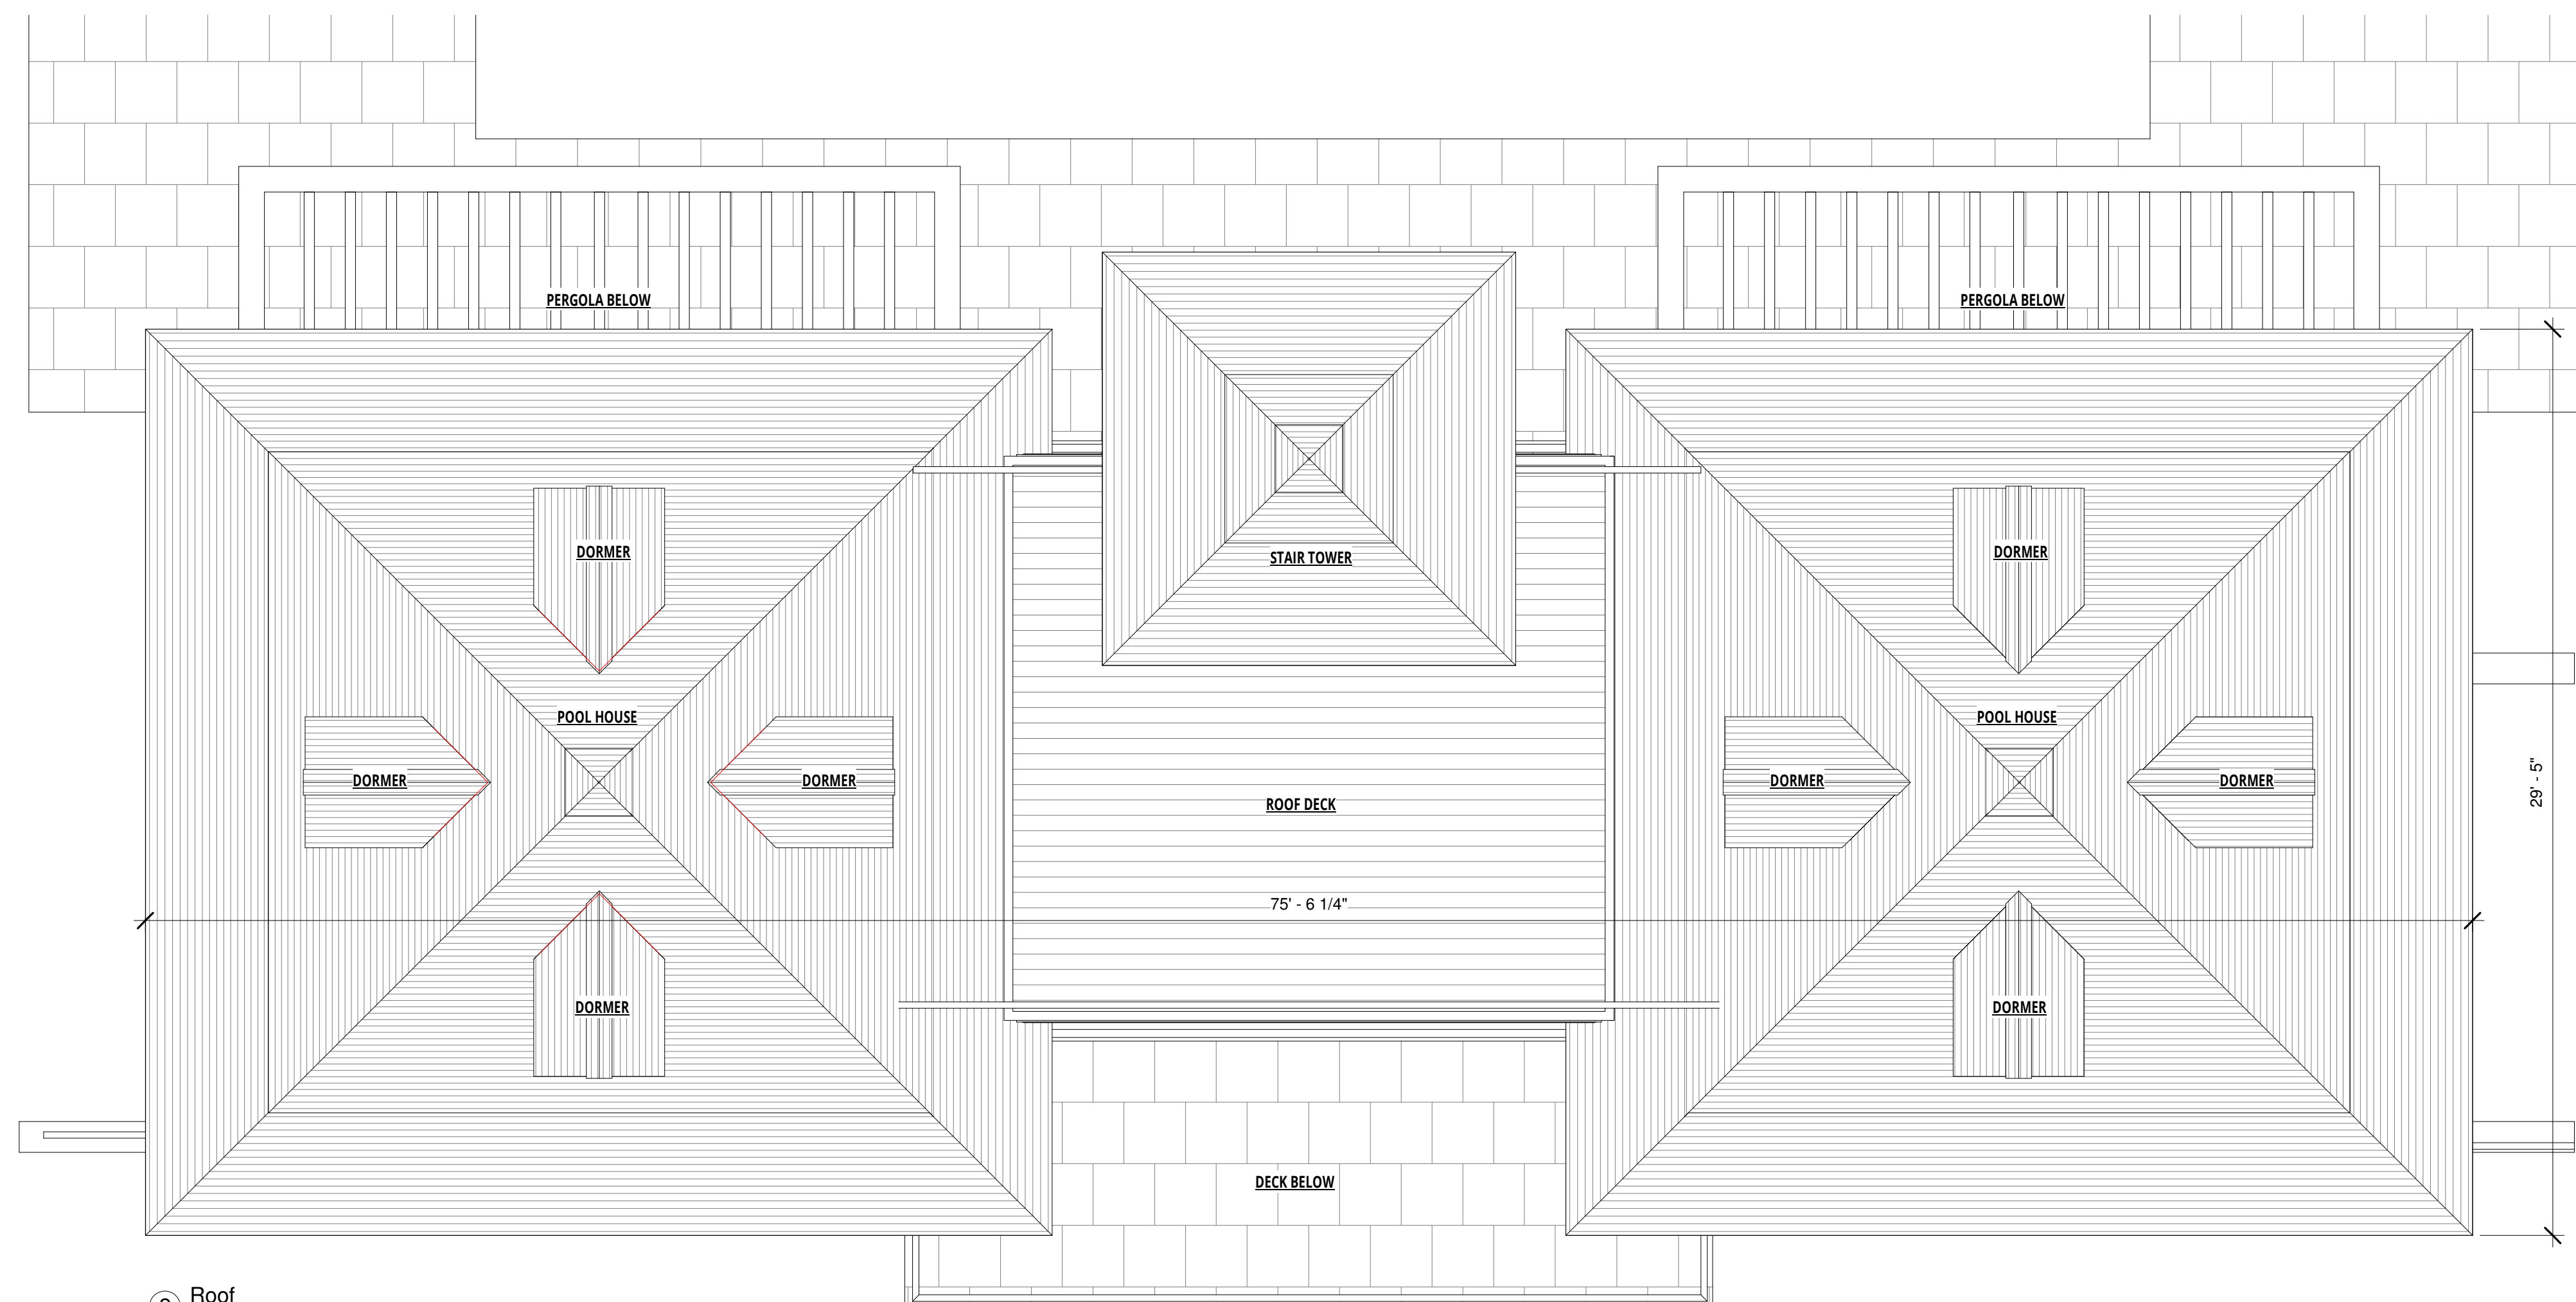 PERGOLA BELOW
PERGOLA BELOW
DORMER
STAIR TOWER
DORMER
POOL HOUSE
POOL HOUSE
DORMER
DORMER
DORMER
DORMER
29' - 5"
ROOF DECK
75' - 6 1/4"
DORMER
DORMER
DECK BELOW
Roof